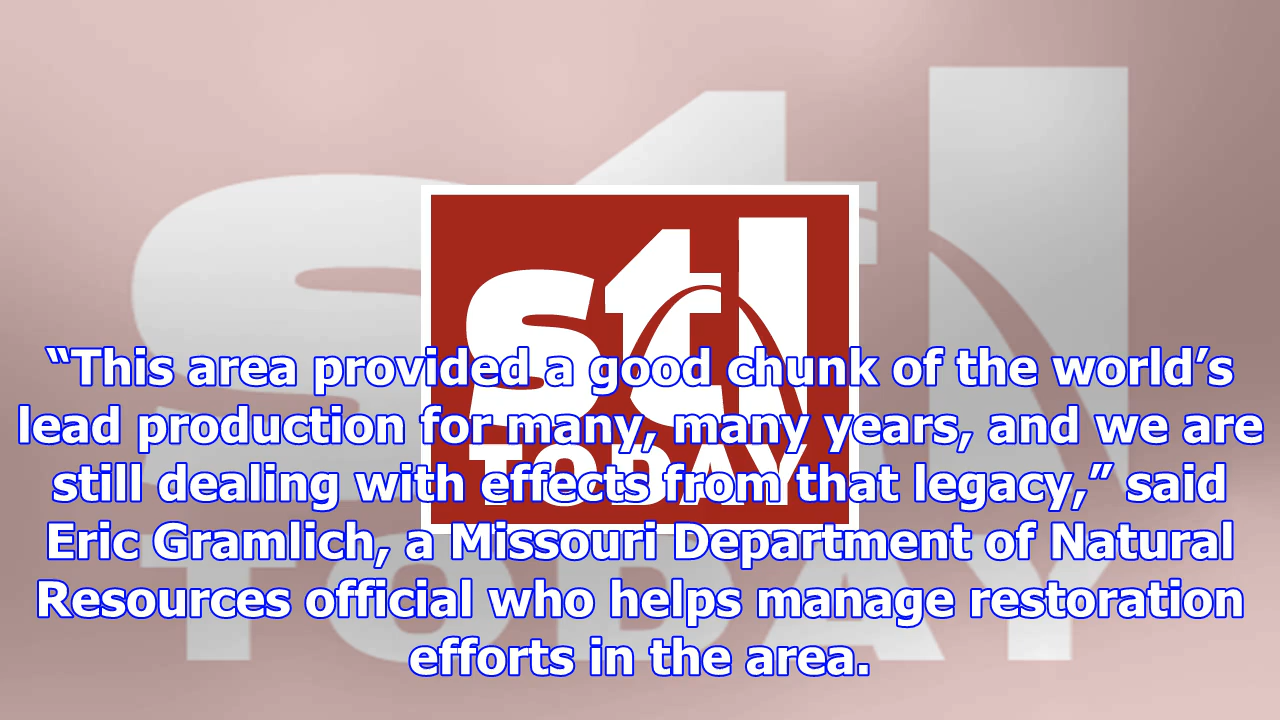 stl
TODAY
“This area provided a good chunk of the world’s
lead production for many, many years, and we are
still dealing with effects from that legacy,” said
Eric Gramlich, a Missouri Department of Natural
Resources official who helps manage restoration
efforts in the area.